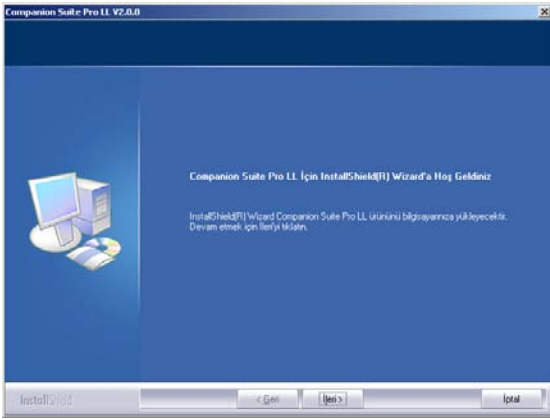 Companion Suite Pro LL V2.0.0
Companion Suite Pro LL İçin InstallShield(R) Wizard'a Hoş Geldiniz
InstallShield(R) Wizard Companion Suite Pro LL ürününü bilgisayarınıza yükleyecektir.
Devam etmek için İleri'yi tıklatın.
InstallShield
< Geri
İleri >
İptal